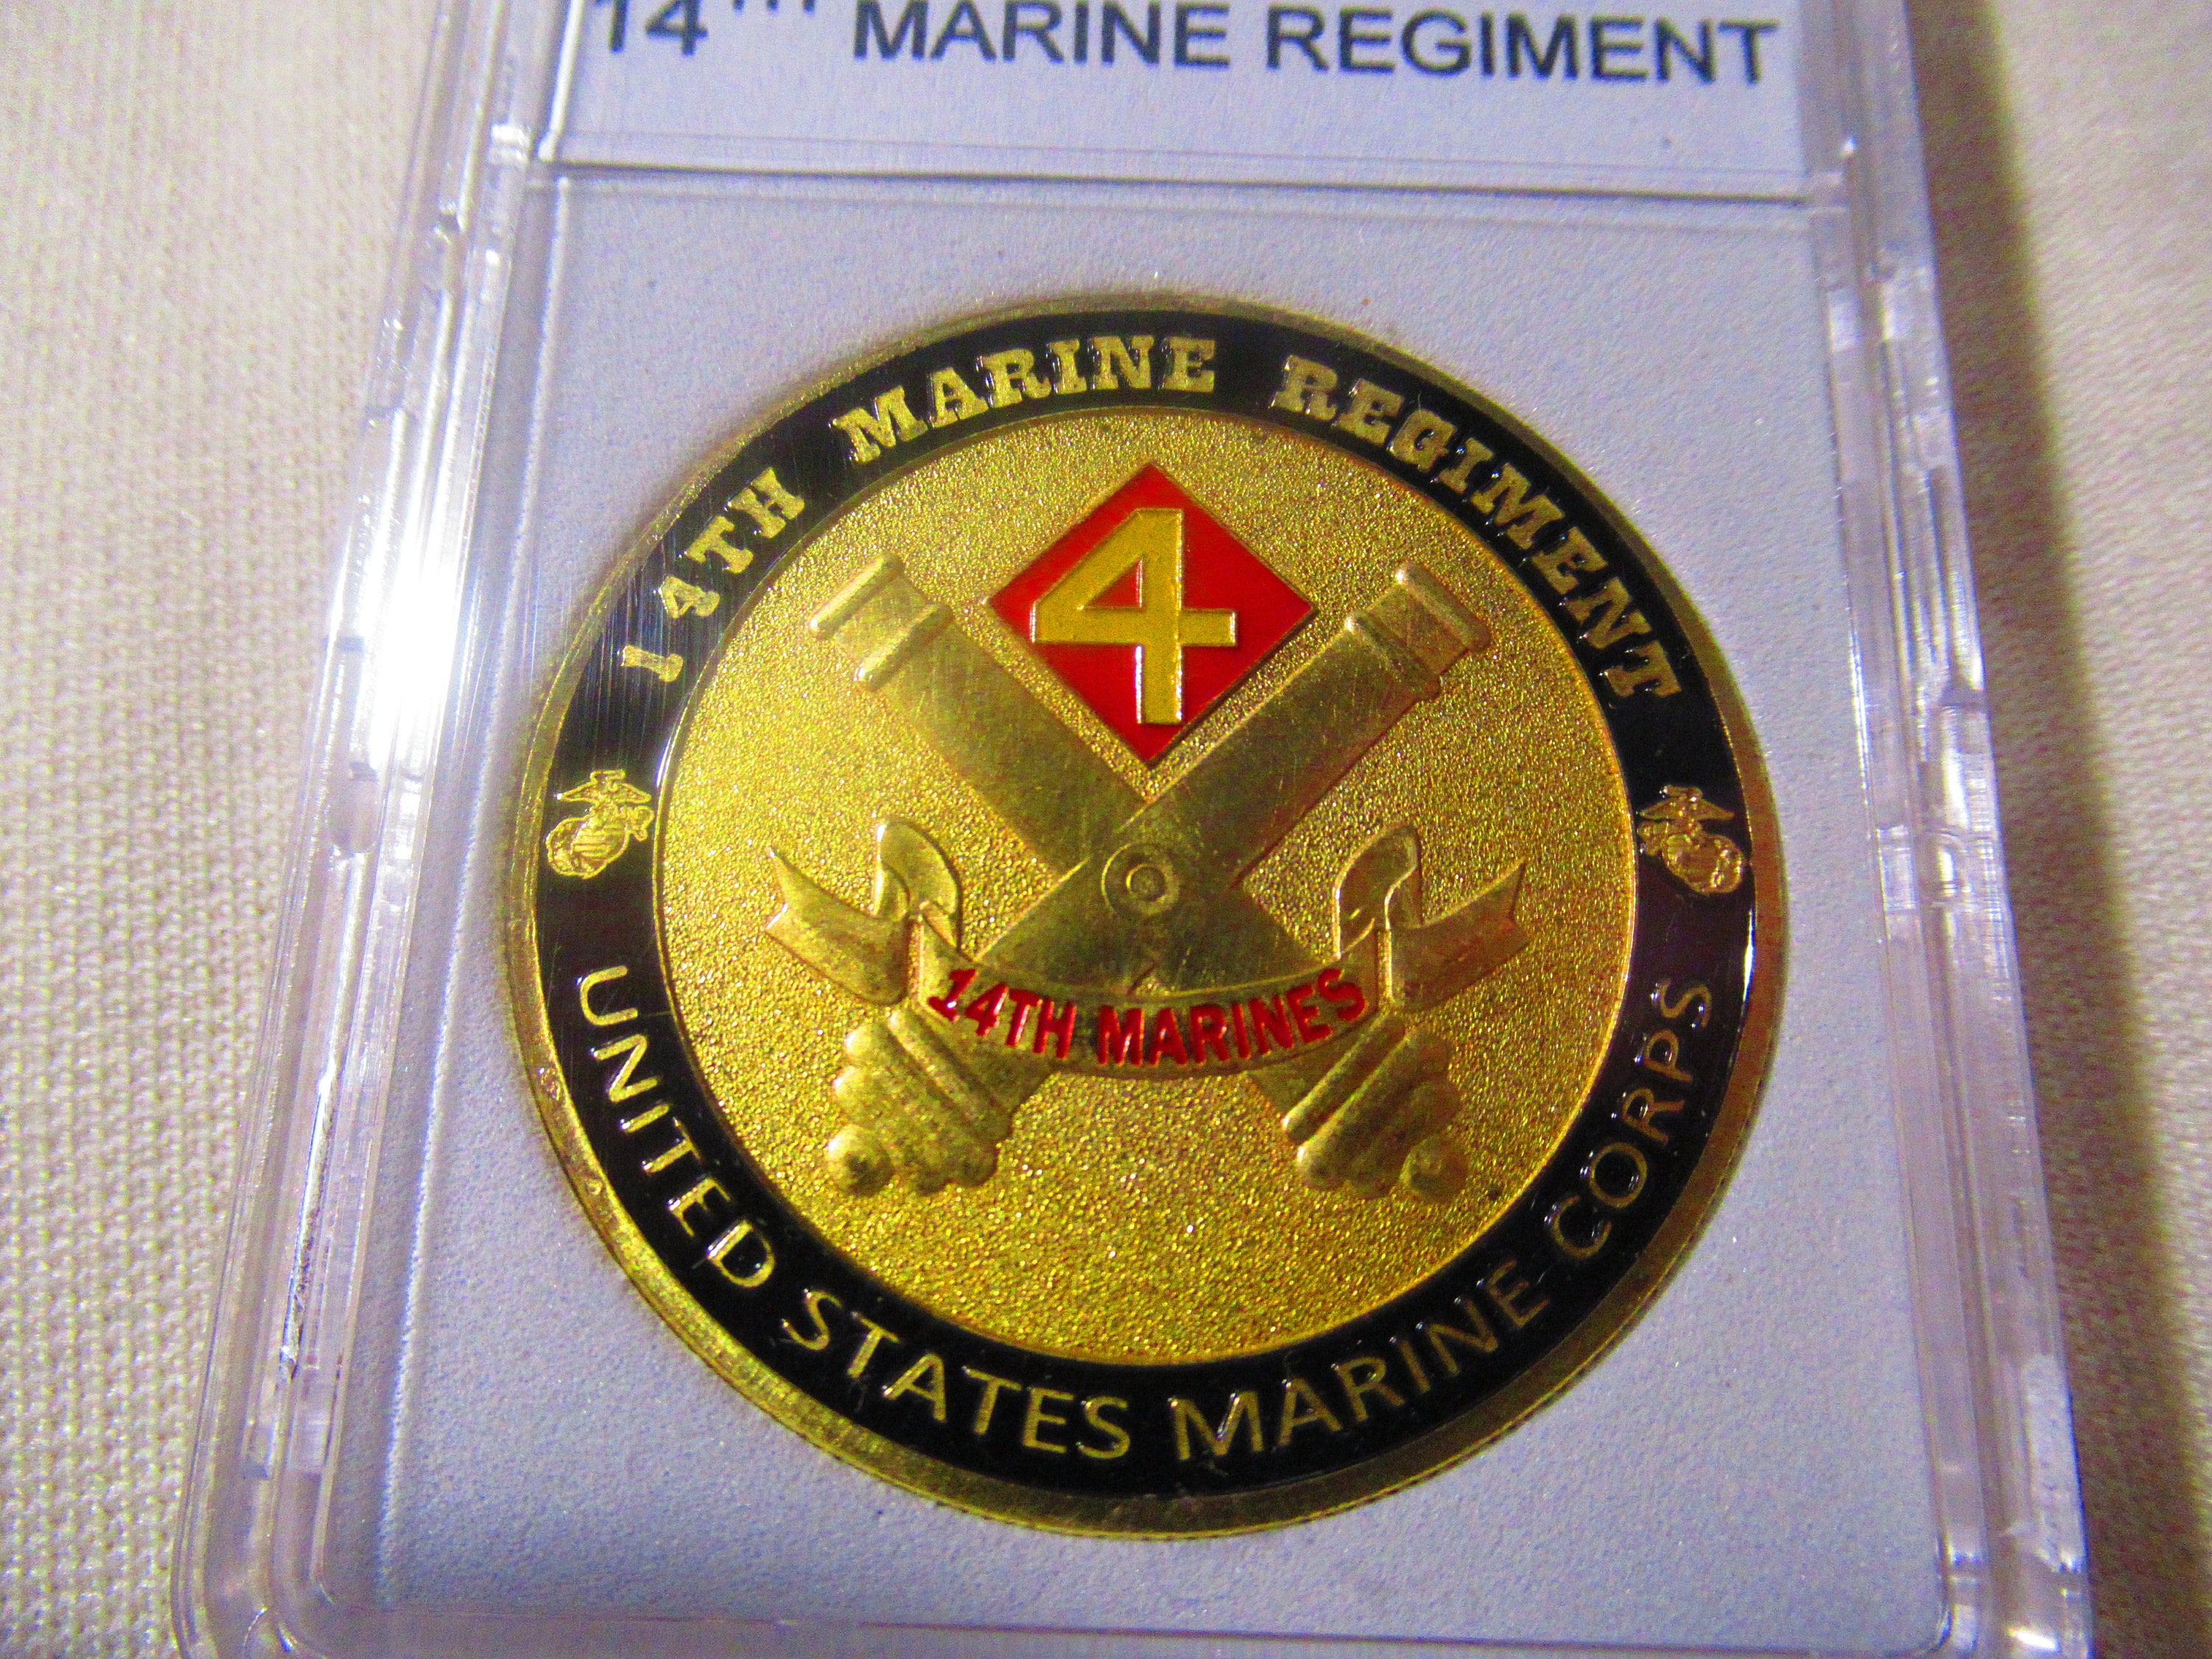 14TH MARINE REGIMENT
14TH MARINE REGIMENT
4
14TH MARINES
UNITED STATES MARINE CORPS